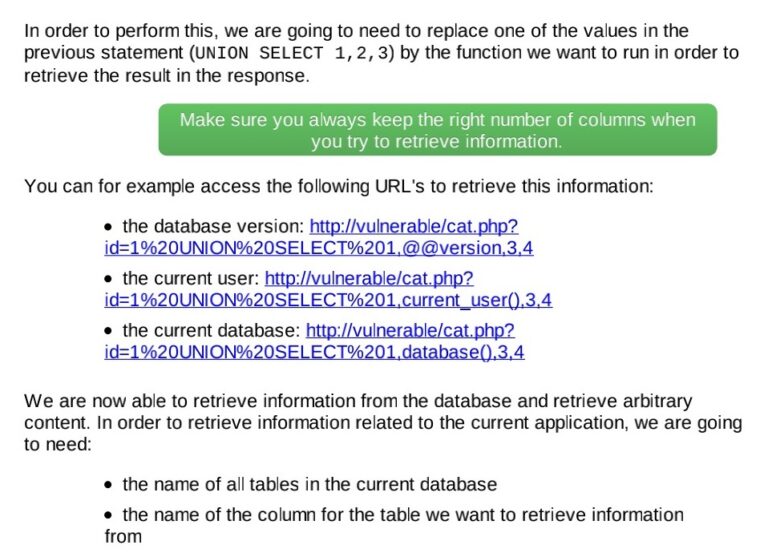 In order to perform this, we are going to need to replace one of the values in the
previous statement (UNION SELECT 1,2,3) by the function we want to run in order to
retrieve the result in the response.
Make sure you always keep the right number of columns when
you try to retrieve information.
You can for example access the following URL's to retrieve this information:
• the database version: http://vulnerable/cat.php?
id=1%20UNION%20SELECT%201,@@version,3,4
• the current user: http://vulnerable/cat.php?
id=1%20UNION%20SELECT%201,current_user(),3,4
• the current database: http://vulnerable/cat.php?
id=1%20UNION%20SELECT%201,database(),3,4
We are now able to retrieve information from the database and retrieve arbitrary
content. In order to retrieve information related to the current application, we are going
to need:
• the name of all tables in the current database
• the name of the column for the table we want to retrieve information
from